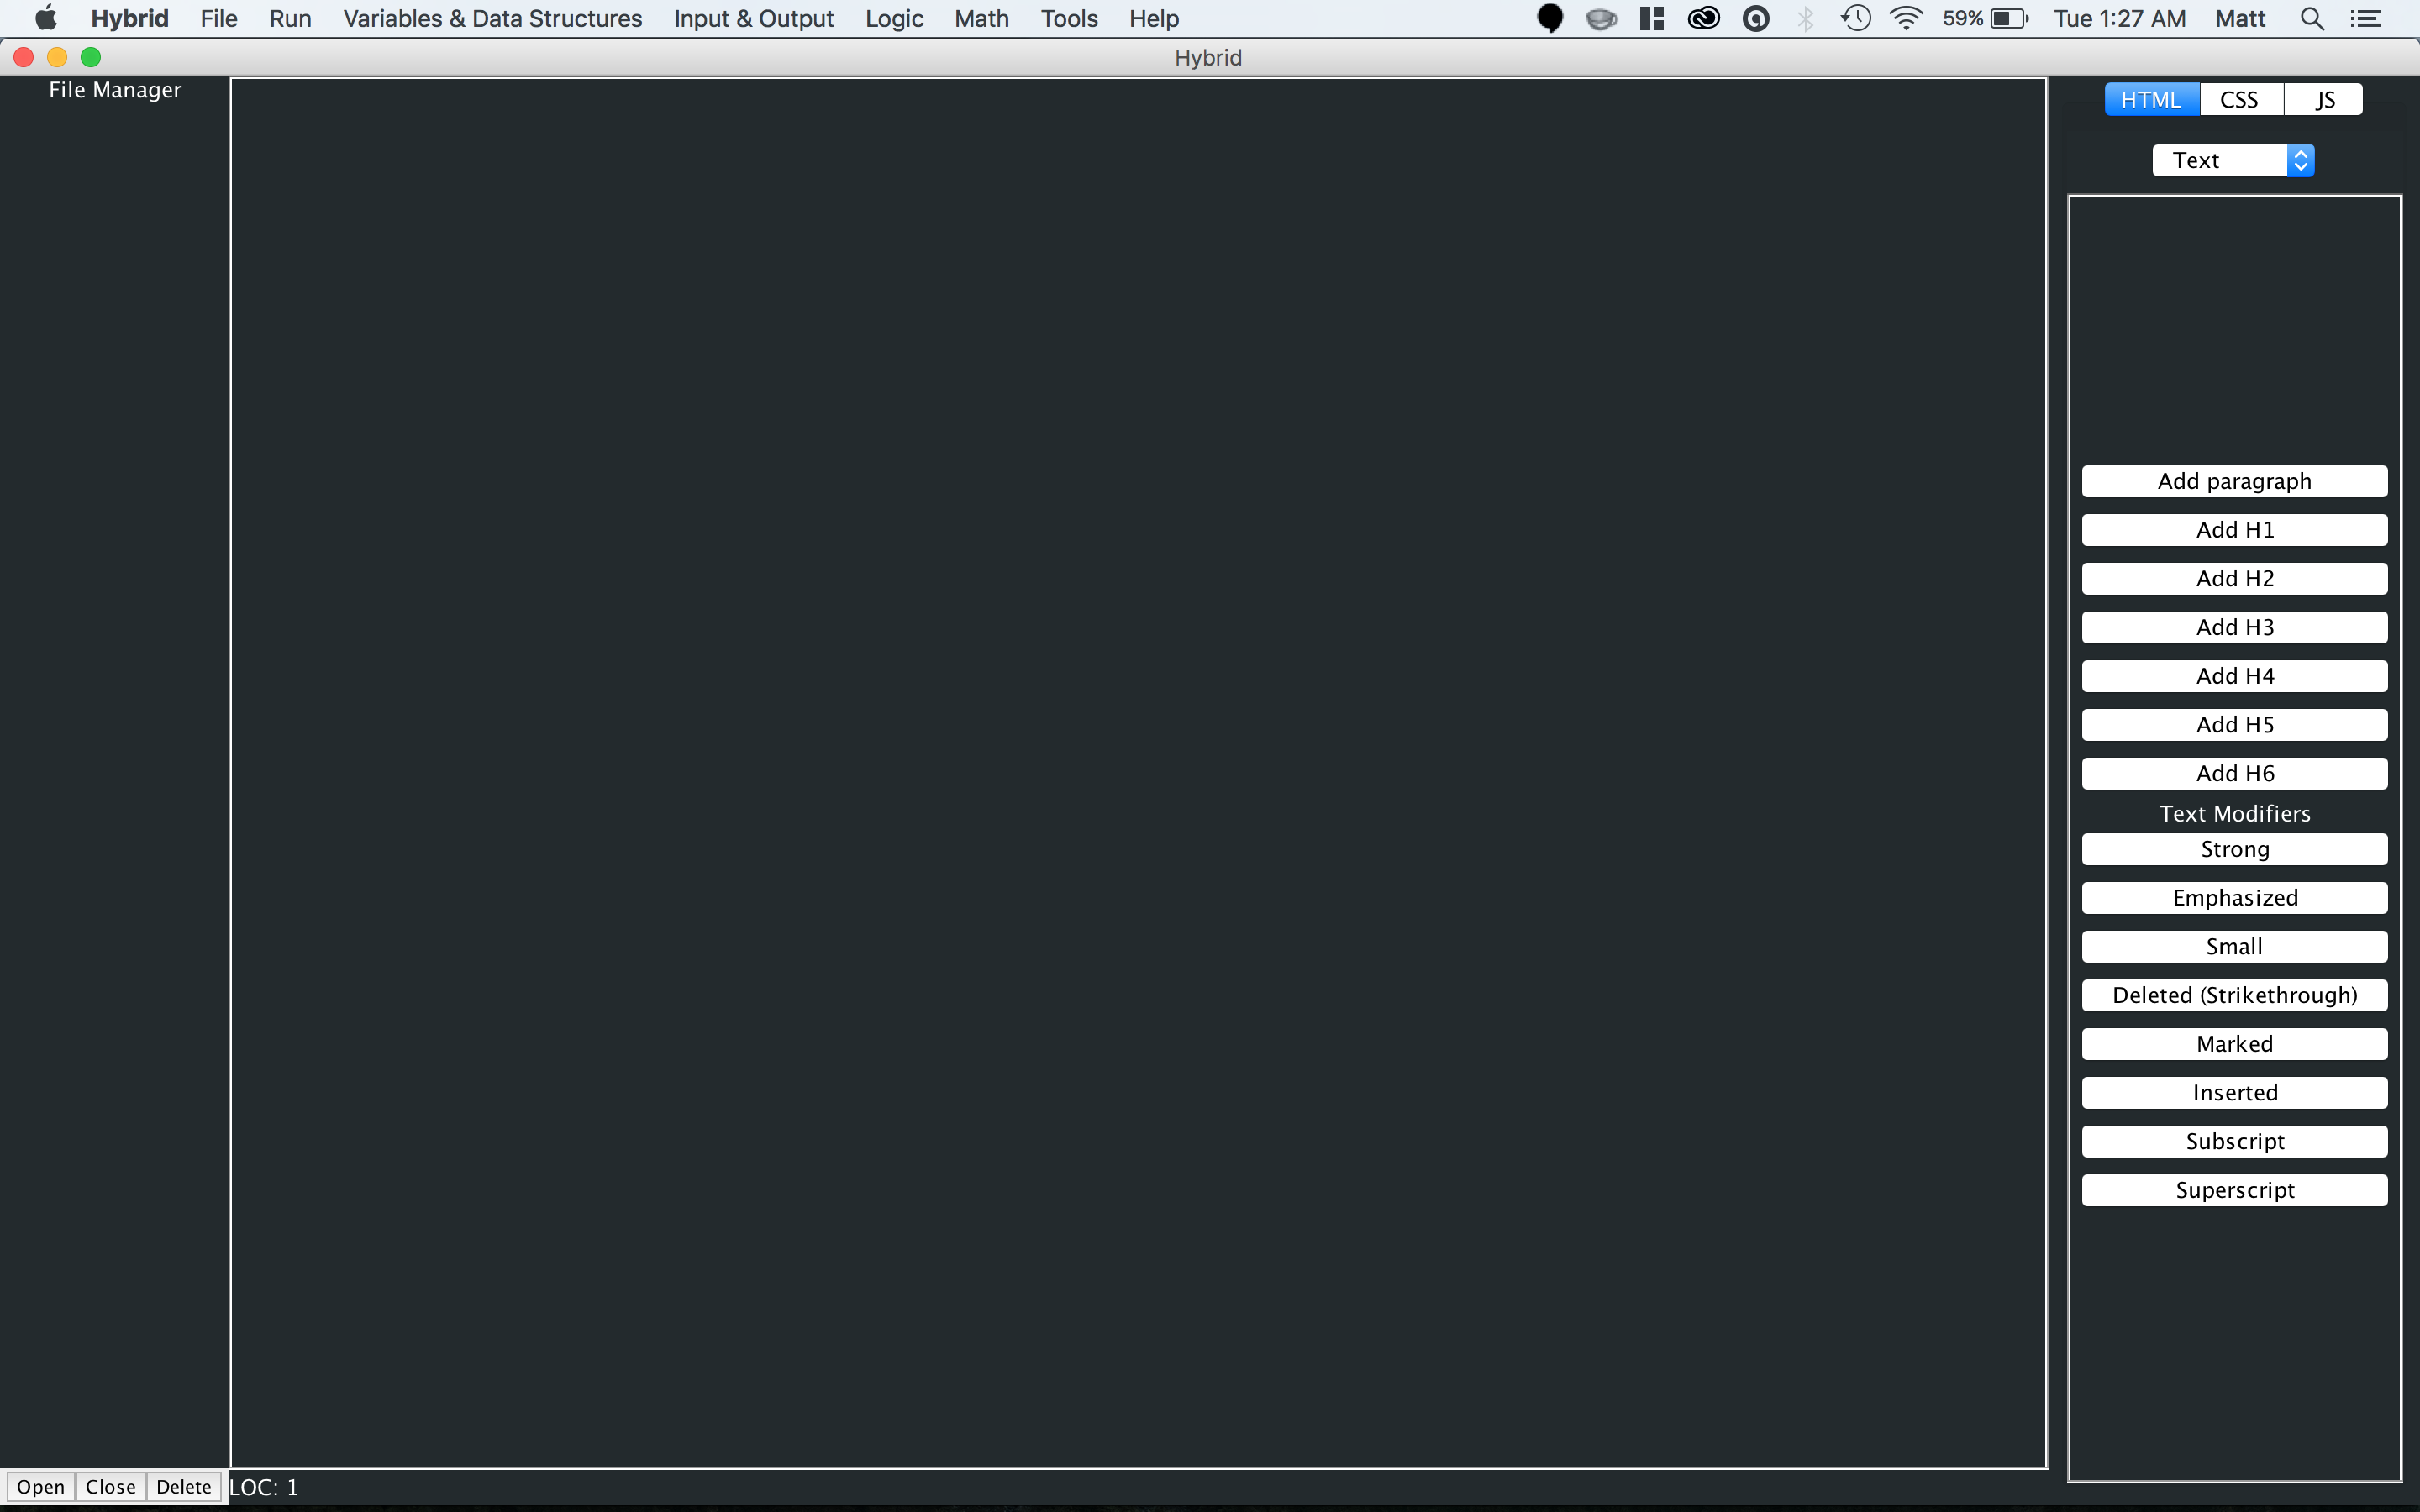 Hybrid File Run Variables & Data Structures Input & Output Logic Math Tools Help 59% Tue 1:27 AM Matt
Hybrid
File Manager
HTML CSS JS
Text
Add paragraph
Add H1
Add H2
Add H3
Add H4
Add H5
Add H6
Text Modifiers
Strong
Emphasized
Small
Deleted (Strikethrough)
Marked
Inserted
Subscript
Superscript
Open Close Delete LOC: 1